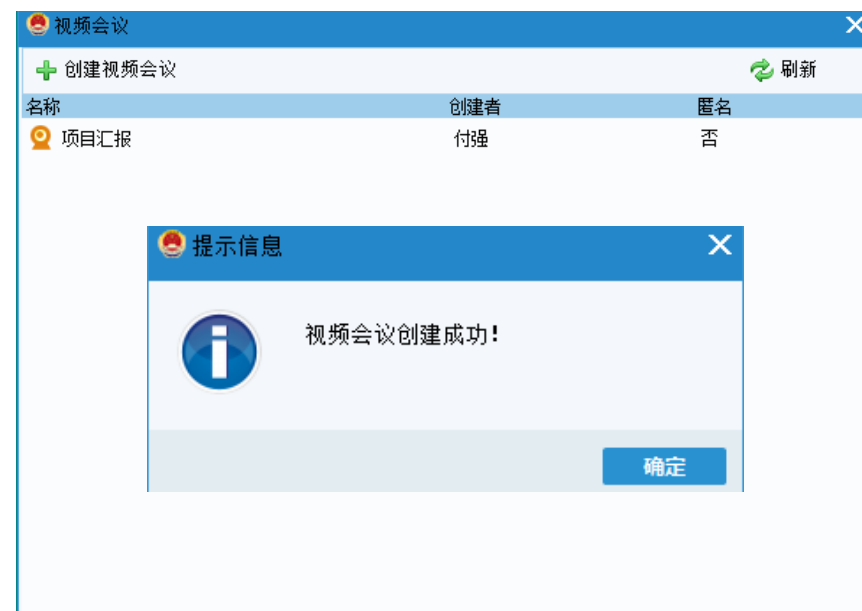 视频会议
创建视频会议 刷新
名称 创建者 匿名
项目汇报 付强 否
提示信息
视频会议创建成功!
确定